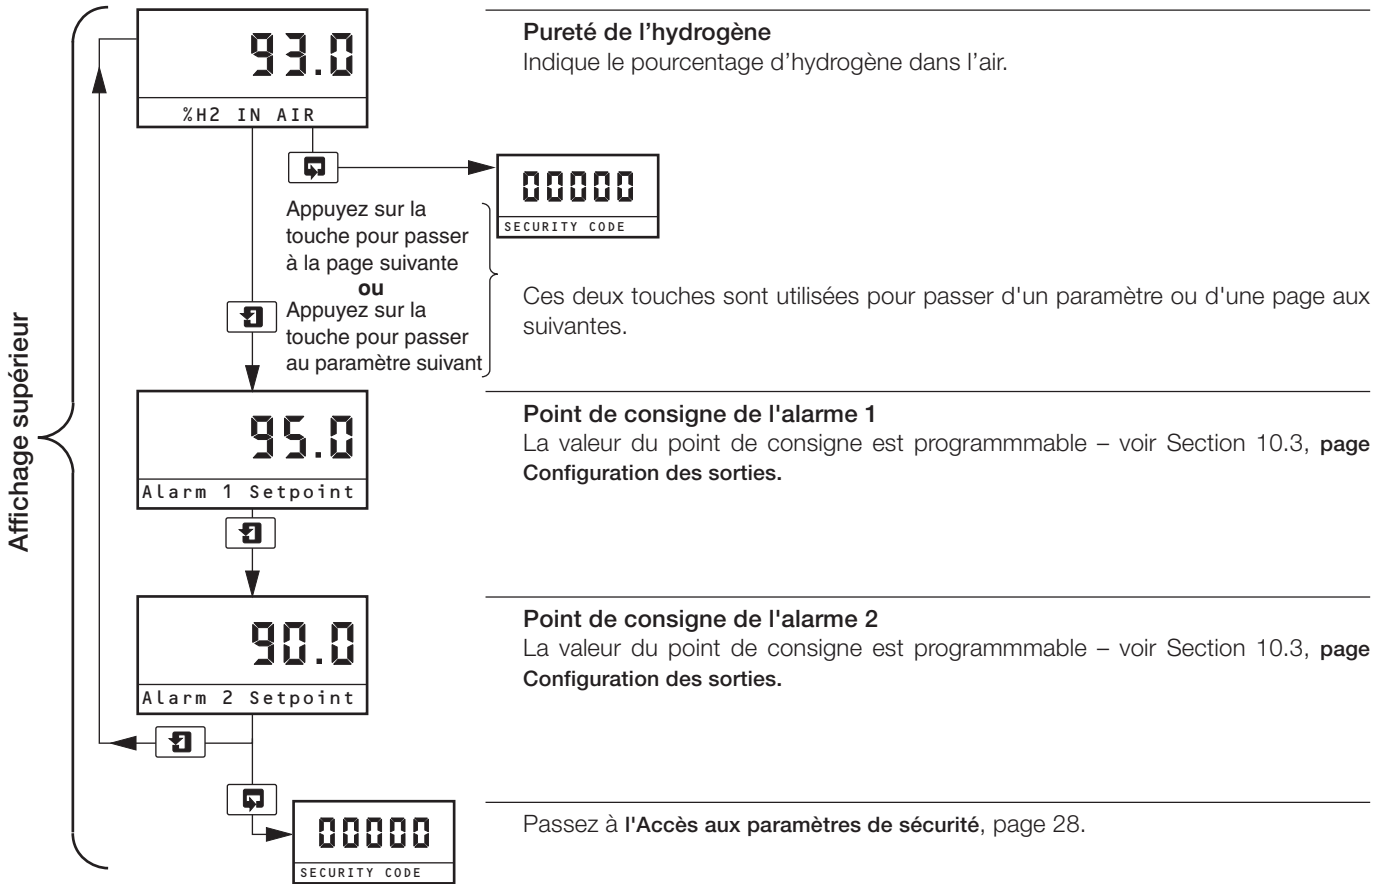 Affichage supérieur
93.0
%H2 IN AIR
Pureté de l'hydrogène
Indique le pourcentage d'hydrogène dans l'air.
00000
SECURITY CODE
Appuyez sur la
touche pour passer
à la page suivante
ou
Appuyez sur la
touche pour passer
au paramètre suivant
Ces deux touches sont utilisées pour passer d'un paramètre ou d'une page aux
suivantes.
95.0
Alarm 1 Setpoint
Point de consigne de l'alarme 1
La valeur du point de consigne est programmmable – voir Section 10.3, page
Configuration des sorties.
90.0
Alarm 2 Setpoint
Point de consigne de l'alarme 2
La valeur du point de consigne est programmmable – voir Section 10.3, page
Configuration des sorties.
00000
SECURITY CODE
Passez à l'Accès aux paramètres de sécurité, page 28.